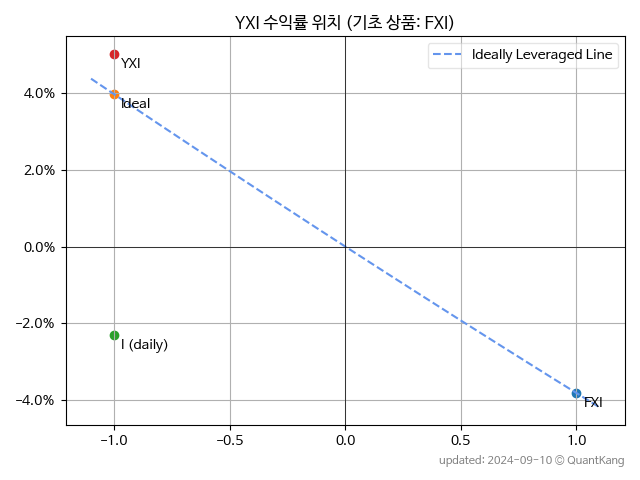 YXI 수익률 위치 (기초 상품: FXI)
Ideally Leveraged Line
YXI
4.0%
Ideal
2.0%
0.0%
−2.0%
I (daily)
−4.0%
FXI
−1.0
−0.5
0.0
0.5
1.0
updated: 2024-09-10 © QuantKang